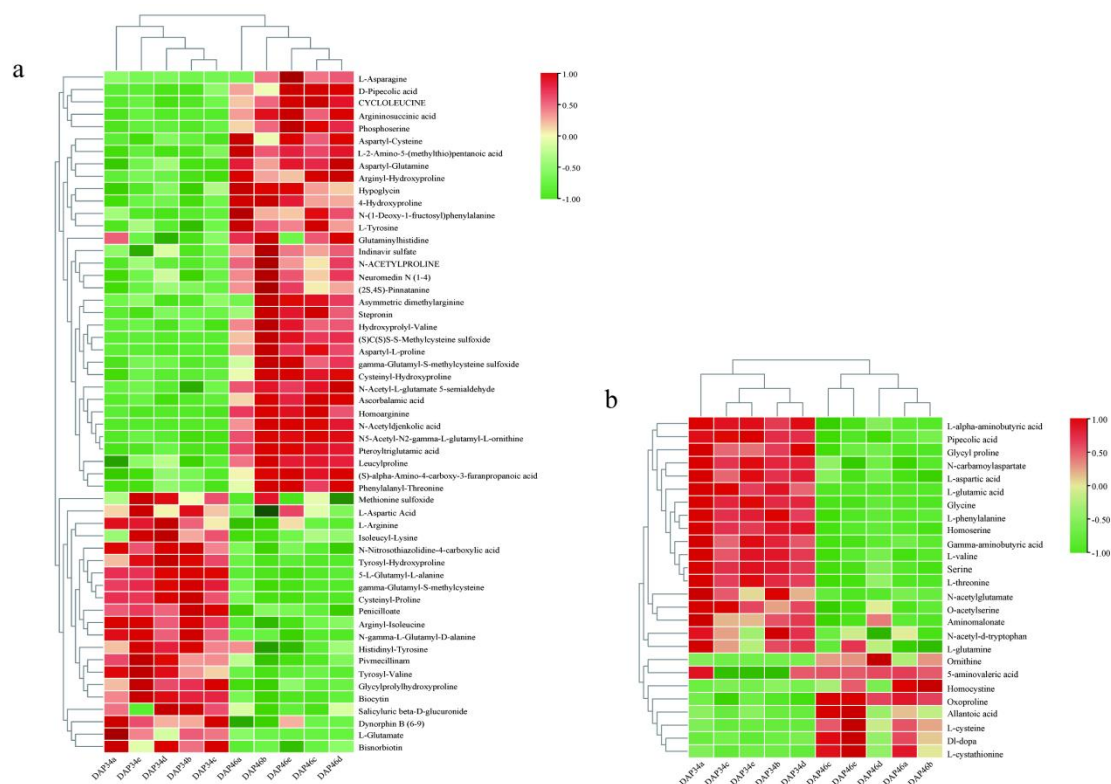 a
L-Asparagine
D-Pipecolic acid
CYCLOLEUCINE
Argininosuccinic acid
Phosphoserine
Aspartyl-Cysteine
L-2-Amino-5-(methylthio)pentanoic acid
Aspartyl-Glutamine
Arginyl-Hydroxyproline
Hypoglycin
4-Hydroxyproline
N-(1-Deoxy-1-fructosyl)phenylalanine
L-Tyrosine
Glutaminylhistidine
Indinavir sulfate
N-ACETYLPROLINE
Neuromedin N (1-4)
(2S,4S)-Pinnatanine
Asymmetric dimethylarginine
Stepronin
Hydroxyprolyl-Valine
(S)C(S)S-S-Methylcysteine sulfoxide
Aspartyl-L-proline
gamma-Glutamyl-S-methylcysteine sulfoxide
Cysteinyl-Hydroxyproline
N-Acetyl-L-glutamate 5-semialdehyde
Ascorbalamic acid
Homoarginine
N-Acetyldjenkolic acid
N5-Acetyl-N2-gamma-L-glutamyl-L-ornithine
Pteroyltriglutamic acid
Leucylproline
(S)-alpha-Amino-4-carboxy-3-furanpropanoic acid
Phenylalanyl-Threonine
Methionine sulfoxide
L-Aspartic Acid
L-Arginine
Isoleucyl-Lysine
N-Nitrosothiazolidine-4-carboxylic acid
Tyrosyl-Hydroxyproline
5-L-Glutamyl-L-alanine
gamma-Glutamyl-S-methylcysteine
Cysteinyl-Proline
Penicilloate
Arginyl-Isoleucine
N-gamma-L-Glutamyl-D-alanine
Histidinyl-Tyrosine
Pivmecillinam
Tyrosyl-Valine
Glycylprolylhydroxyproline
Biocytin
Salicyluric beta-D-glucuronide
Dynorphin B (6-9)
L-Glutamate
Bisnorbiotin
DAP34a
DAP34e
DAP34d
DAP34b
DAP34c
DAP46a
DAP46b
DAP46e
DAP46c
DAP46d
1.00
0.50
0.00
-0.50
-1.00
b
L-alpha-aminobutyric acid
Pipecolic acid
Glycyl proline
N-carbamoylaspartate
L-aspartic acid
L-glutamic acid
Glycine
L-phenylalanine
Homoserine
Gamma-aminobutyric acid
L-valine
Serine
L-threonine
N-acetylglutamate
O-acetylserine
Aminomalonate
N-acetyl-d-tryptophan
L-glutamine
Ornithine
5-aminovaleric acid
Homocystine
Oxoproline
Allantoic acid
L-cysteine
Dl-dopa
L-cystathionine
DAP34a
DAP34c
DAP34e
DAP34b
DAP34d
DAP46c
DAP46e
DAP46d
DAP46a
DAP46b
1.00
0.50
0.00
-0.50
-1.00